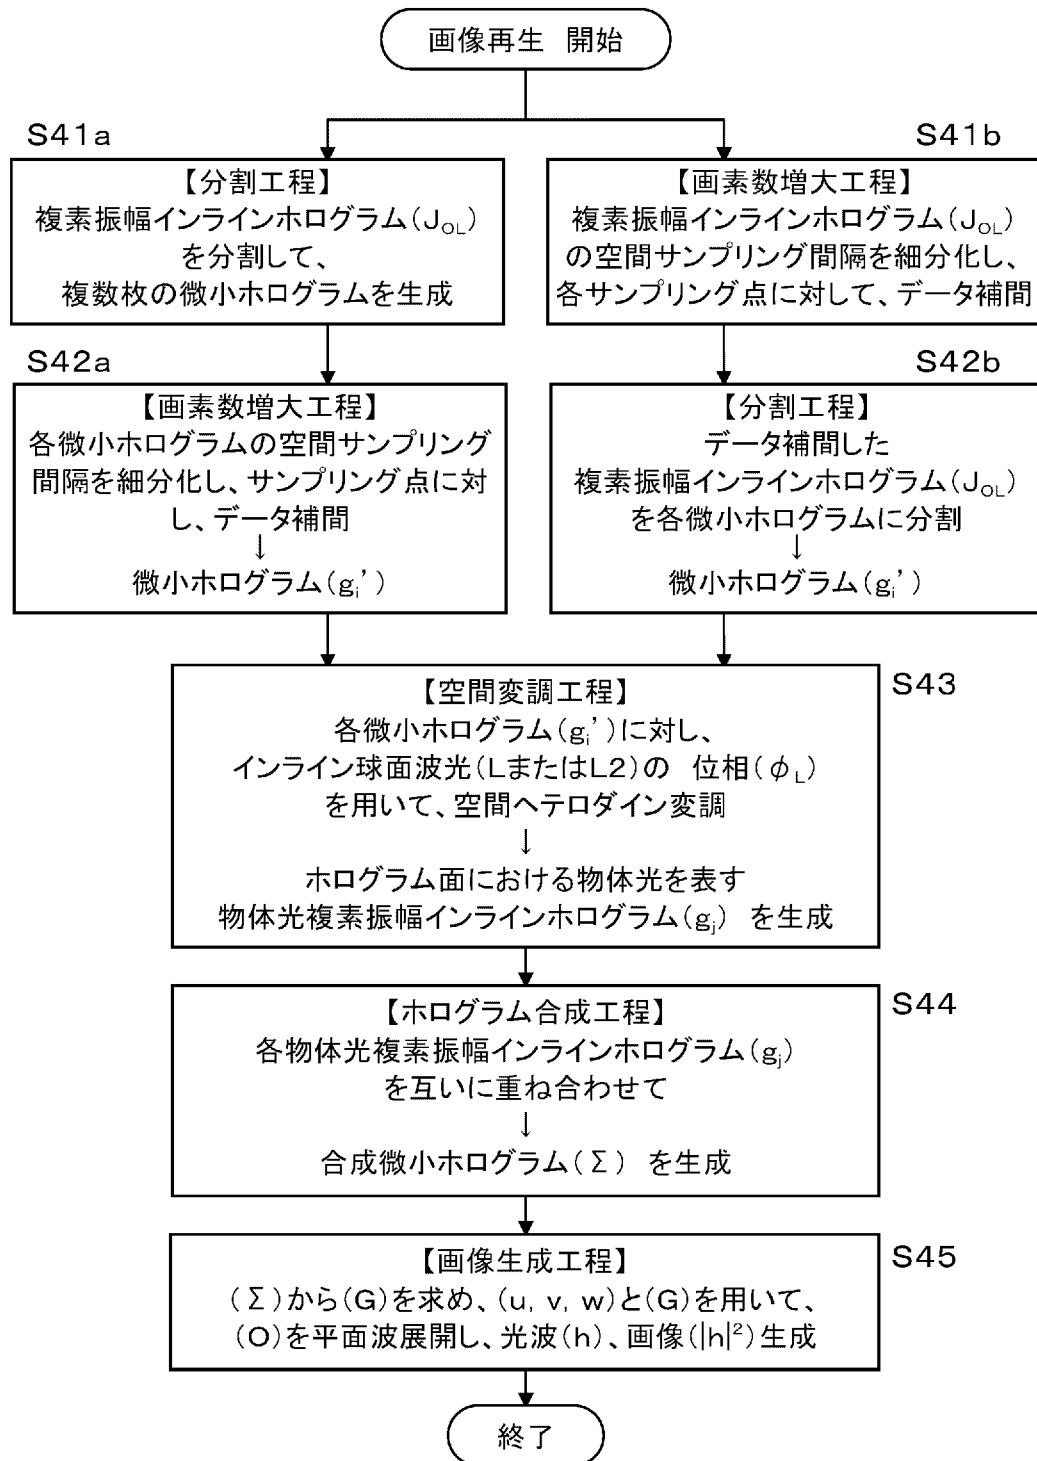 画像再生 開始
S41a
【分割工程】
複素振幅インラインホログラム(J_OL)
を分割して、
複数枚の微小ホログラムを生成
S41b
【画素数増大工程】
複素振幅インラインホログラム(J_OL)
の空間サンプリング間隔を細分化し、
各サンプリング点に対して、データ補間
S42a
【画素数増大工程】
各微小ホログラムの空間サンプリング
間隔を細分化し、サンプリング点に対
し、データ補間
↓
微小ホログラム(g_i’)
S42b
【分割工程】
データ補間した
複素振幅インラインホログラム(J_OL)
を各微小ホログラムに分割
↓
微小ホログラム(g_i’)
S43
【空間変調工程】
各微小ホログラム(g_i’)に対し、
インライン球面波光(LまたはL2)の 位相(φ_L)
を用いて、空間ヘテロダイン変調
↓
ホログラム面における物体光を表す
物体光複素振幅インラインホログラム(g_j) を生成
S44
【ホログラム合成工程】
各物体光複素振幅インラインホログラム(g_j)
を互いに重ね合わせて
↓
合成微小ホログラム(Σ) を生成
S45
【画像生成工程】
(Σ)から(G)を求め、(u, v, w)と(G)を用いて、
(O)を平面波展開し、光波(h)、画像(|h|²)生成
終了